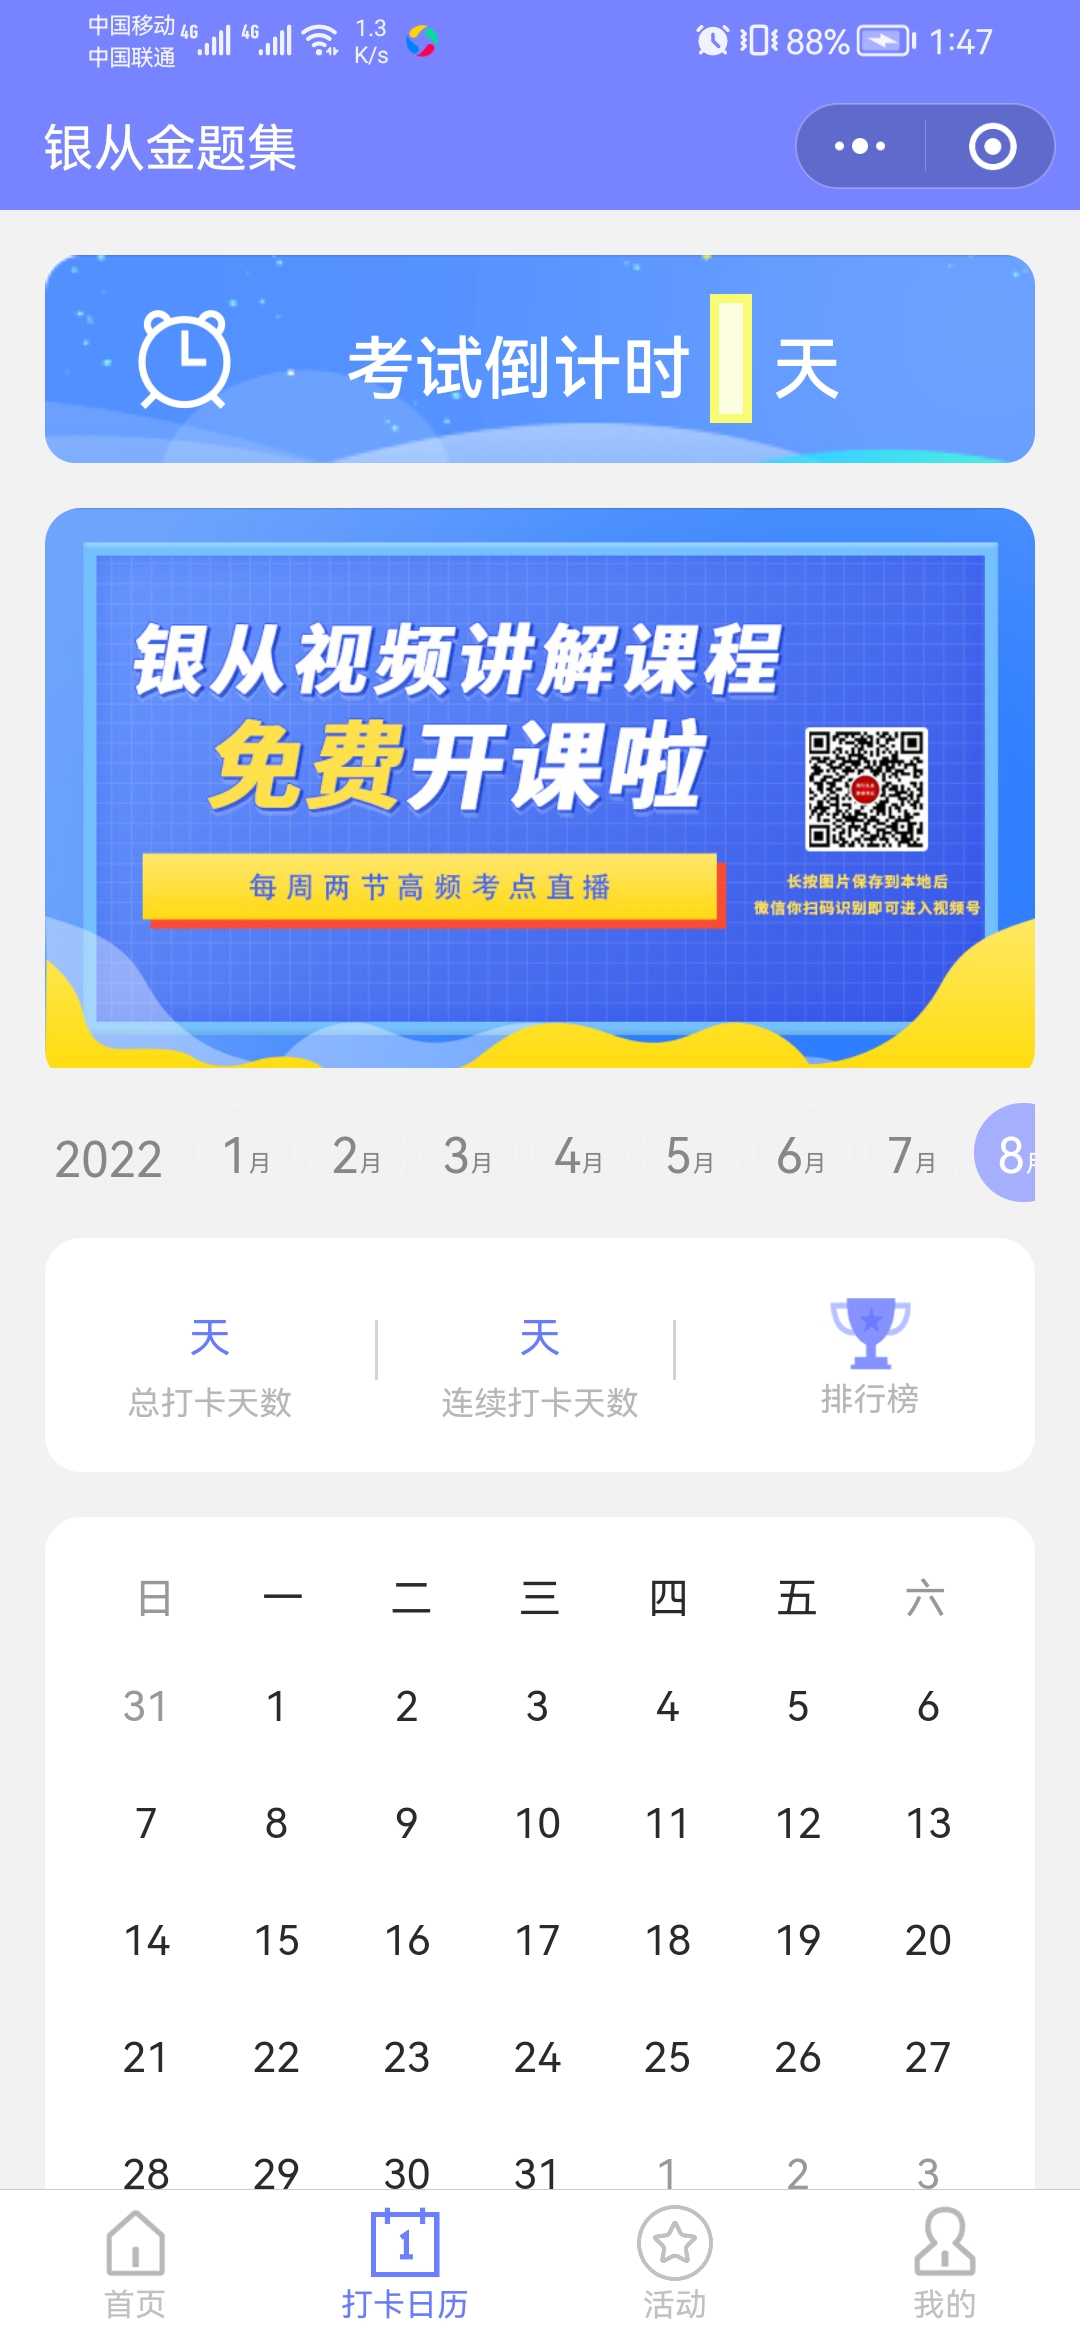 中国移动 4G 4G 1.3 K/s 88% 1:47
中国联通
银从金题集
考试倒计时 天
银从视频讲解课程
免费开课啦
每周两节高频考点直播
长按图片保存到本地后
微信你扫码识别即可进入视频号
2022 1月 2月 3月 4月 5月 6月 7月 8月
天 天
总打卡天数 连续打卡天数 排行榜
日 一 二 三 四 五 六
31 1 2 3 4 5 6
7 8 9 10 11 12 13
14 15 16 17 18 19 20
21 22 23 24 25 26 27
28 29 30 31 1 2 3
1
首页 打卡日历 活动 我的